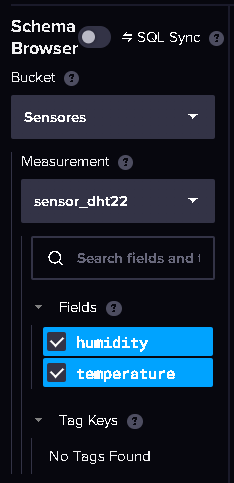 Schema
Browser
SQL Sync
Bucket
Sensores
Measurement
sensor_dht22
Search fields and t
Fields
humidity
temperature
Tag Keys
No Tags Found